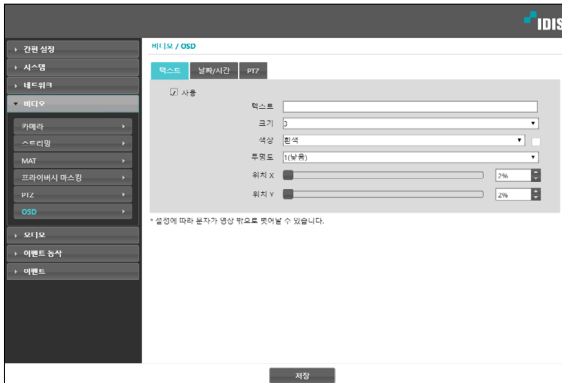 IDIS
간편 설정
시스템
네트워크
비디오
카메라
스트리밍
MAT
프라이버시 마스킹
PTZ
OSD
오디오
이벤트 동작
이벤트
비디오 / OSD
텍스트 날짜/시간 PTZ
사용
텍스트
크기 3
색상 흰색
투명도 1(낮음)
위치 X 2%
위치 Y 2%
* 설정에 따라 문자가 영상 밖으로 벗어날 수 있습니다.
저장